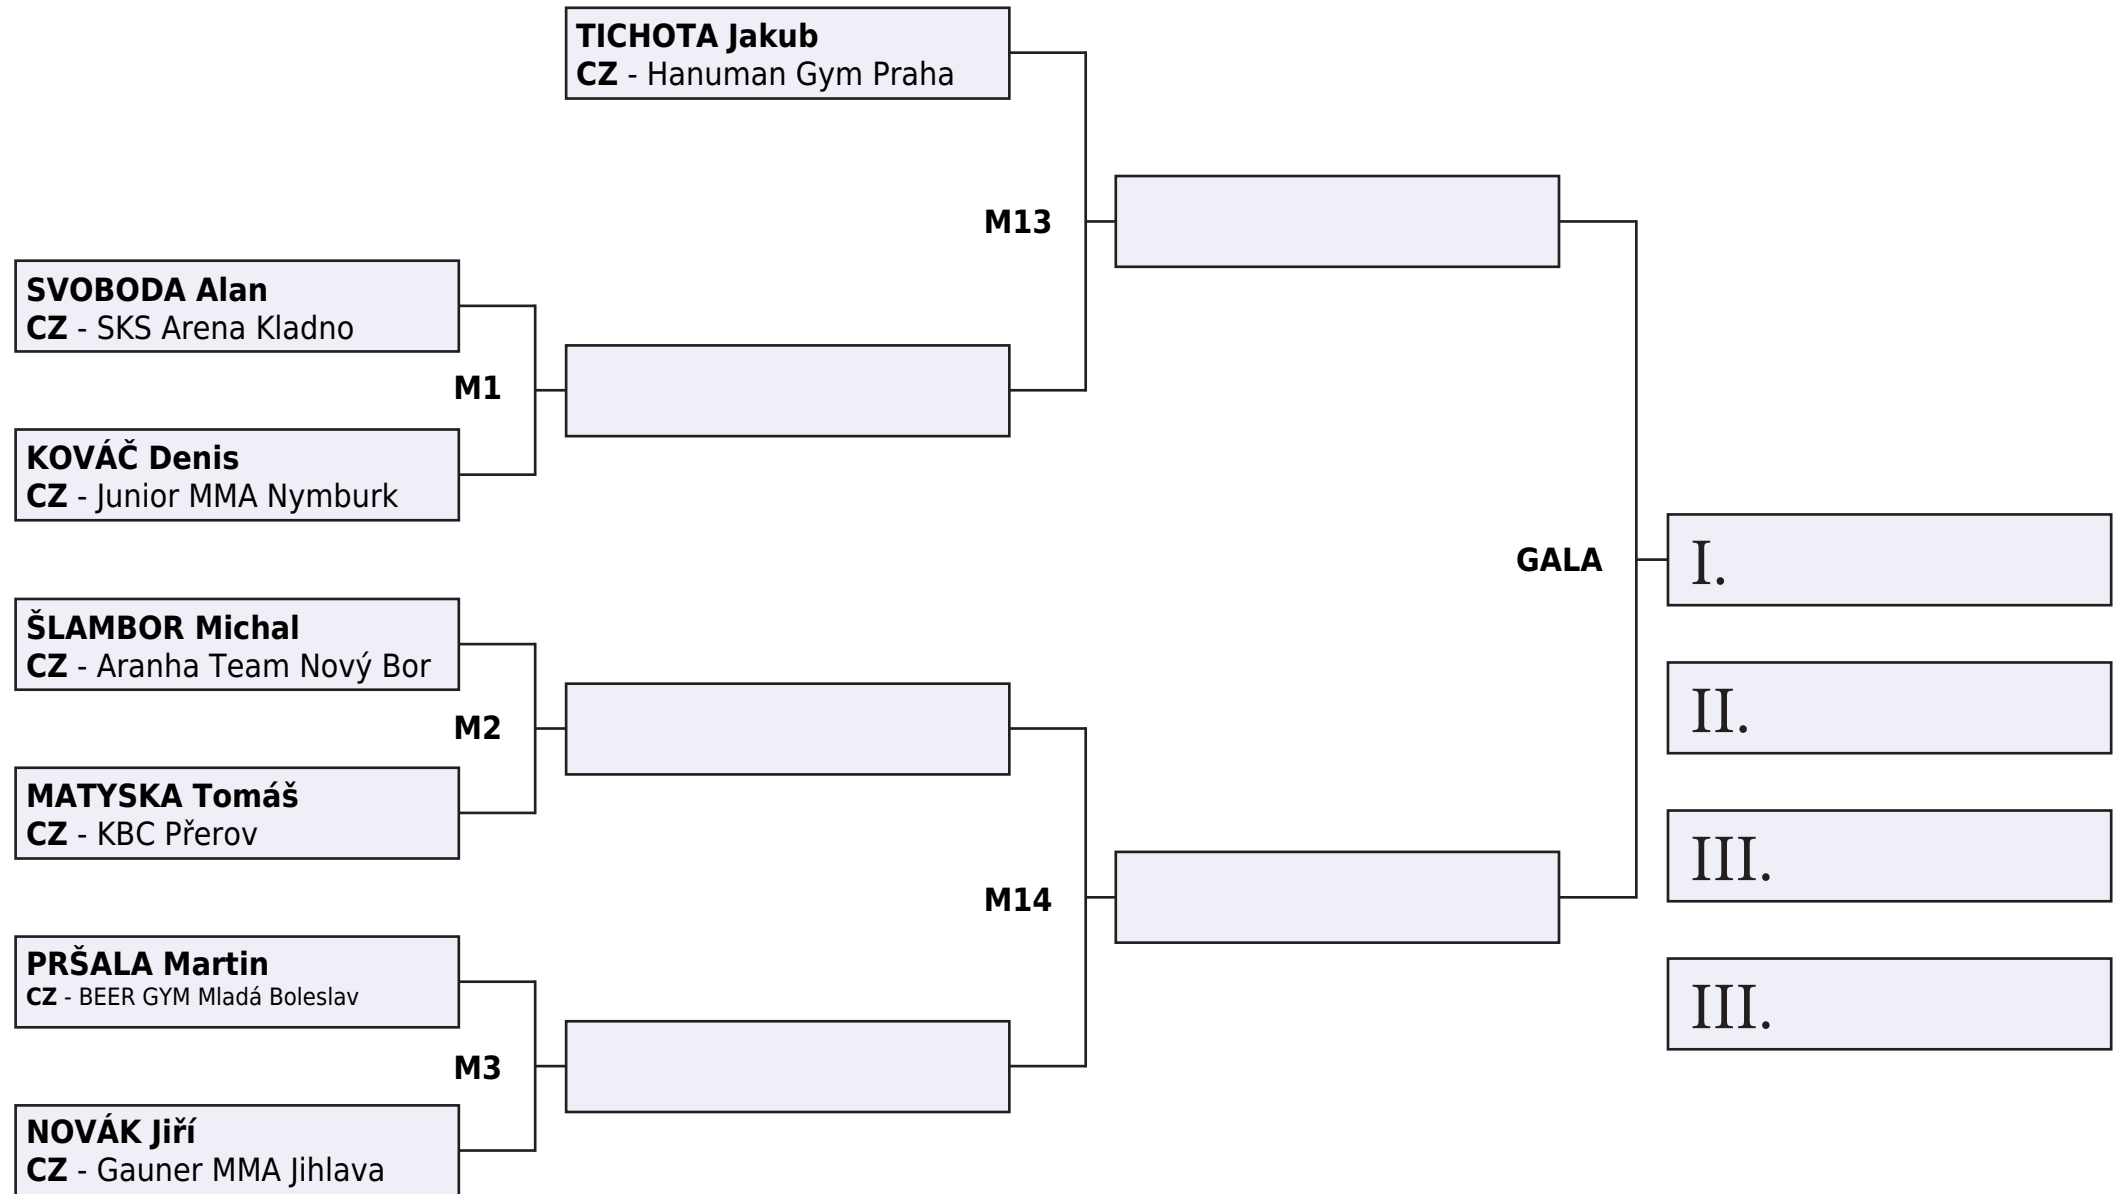 TICHOTA Jakub
CZ - Hanuman Gym Praha
M13
SVOBODA Alan
CZ - SKS Arena Kladno
M1
KOVÁČ Denis
CZ - Junior MMA Nymburk
GALA
I.
ŠLAMBOR Michal
CZ - Aranha Team Nový Bor
II.
M2
MATYSKA Tomáš
CZ - KBC Přerov
III.
M14
PRŠALA Martin
CZ - BEER GYM Mladá Boleslav
III.
M3
NOVÁK Jiří
CZ - Gauner MMA Jihlava